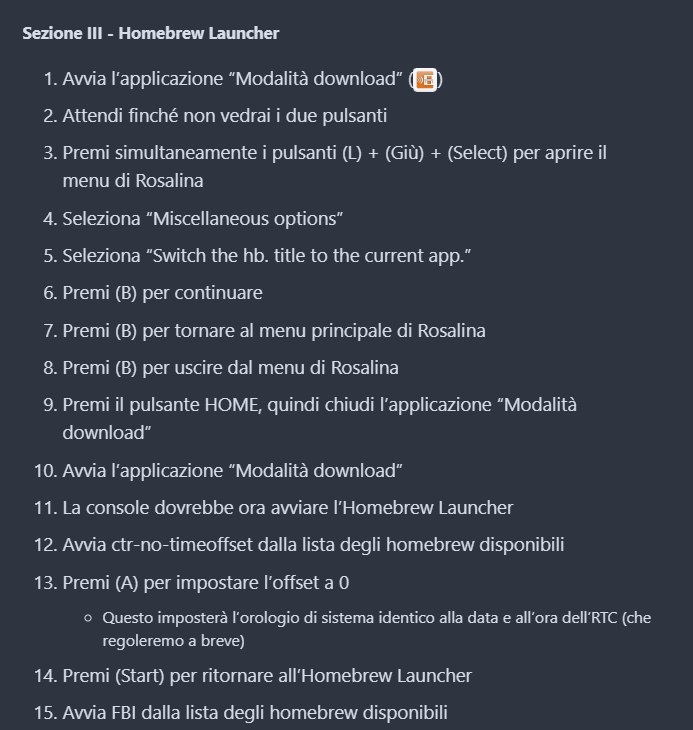 Sezione III - Homebrew Launcher
1. Avvia l’applicazione “Modalità download” ()
2. Attendi finché non vedrai i due pulsanti
3. Premi simultaneamente i pulsanti (L) + (Giù) + (Select) per aprire il
menu di Rosalina
4. Seleziona “Miscellaneous options”
5. Seleziona “Switch the hb. title to the current app.”
6. Premi (B) per continuare
7. Premi (B) per tornare al menu principale di Rosalina
8. Premi (B) per uscire dal menu di Rosalina
9. Premi il pulsante HOME, quindi chiudi l’applicazione “Modalità
download”
10. Avvia l’applicazione “Modalità download”
11. La console dovrebbe ora avviare l’Homebrew Launcher
12. Avvia ctr-no-timeoffset dalla lista degli homebrew disponibili
13. Premi (A) per impostare l’offset a 0
◦ Questo imposterà l’orologio di sistema identico alla data e all’ora dell’RTC (che
regoleremo a breve)
14. Premi (Start) per ritornare all’Homebrew Launcher
15. Avvia FBI dalla lista degli homebrew disponibili